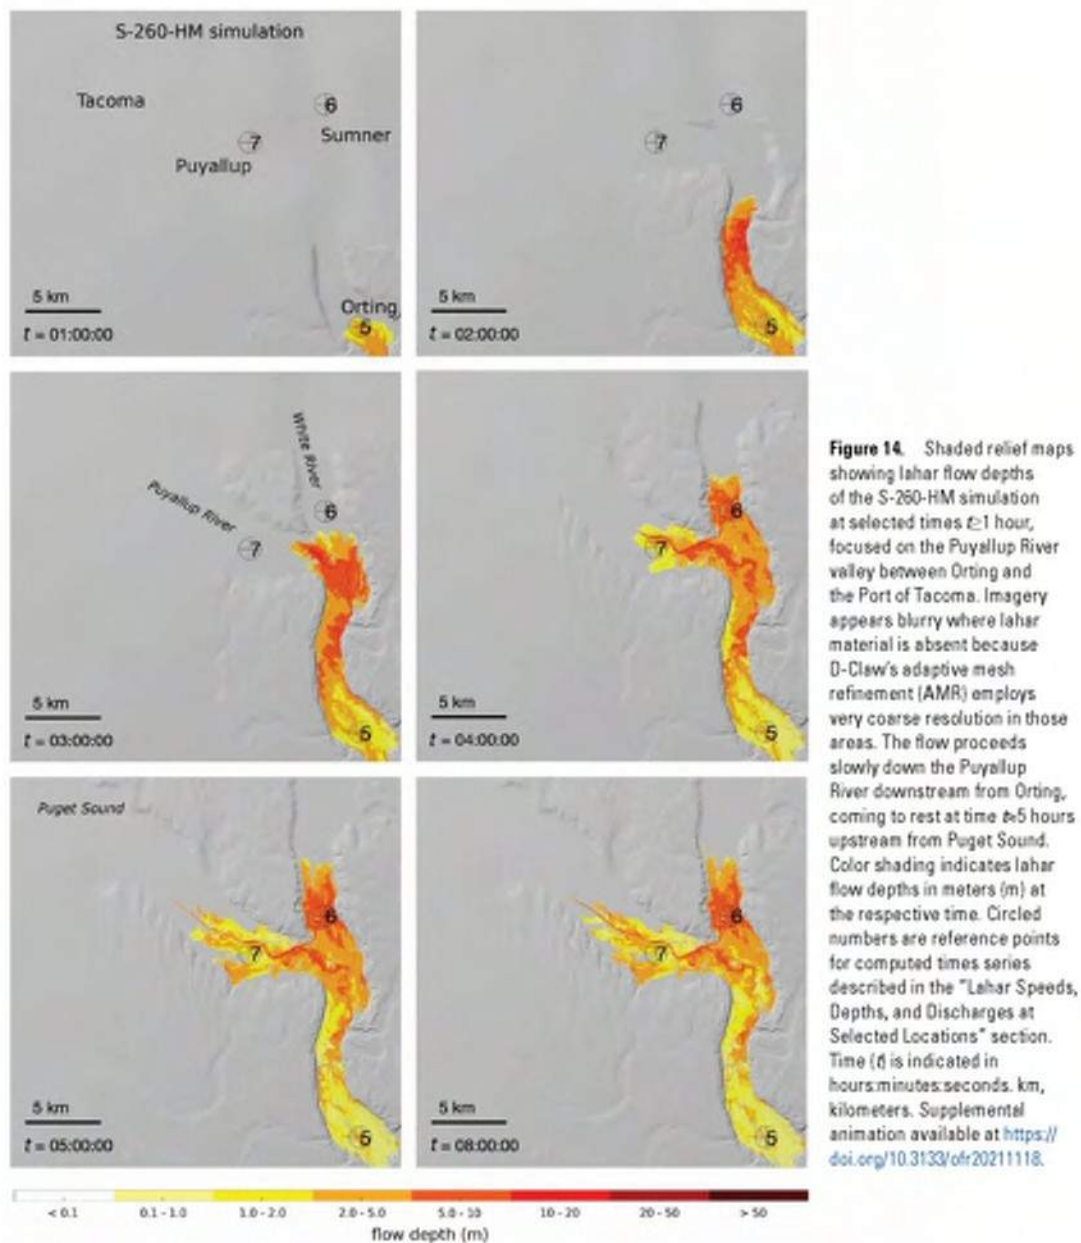 S-260-HM simulation
Tacoma
6
Sumner
7
Puyallup
5 km
Orting
5
t = 01:00:00
6
7
5 km
5
t = 02:00:00
White River
Puyallup River
6
7
5 km
5
t = 03:00:00
6
7
5 km
5
t = 04:00:00
Puget Sound
6
7
5 km
5
t = 05:00:00
6
7
5 km
5
t = 08:00:00
< 0.1 0.1 - 1.0 1.0 - 2.0 2.0 - 5.0 5.0 - 10 10 - 20 20 - 50 > 50
flow depth (m)
Figure 14. Shaded relief maps
showing lahar flow depths
of the S-260-HM simulation
at selected times t≥1 hour,
focused on the Puyallup River
valley between Orting and
the Port of Tacoma. Imagery
appears blurry where lahar
material is absent because
D-Claw's adaptive mesh
refinement (AMR) employs
very coarse resolution in those
areas. The flow proceeds
slowly down the Puyallup
River downstream from Orting,
coming to rest at time t≈5 hours
upstream from Puget Sound.
Color shading indicates lahar
flow depths in meters (m) at
the respective time. Circled
numbers are reference points
for computed times series
described in the "Lahar Speeds,
Depths, and Discharges at
Selected Locations" section.
Time (t) is indicated in
hours:minutes:seconds. km,
kilometers. Supplemental
animation available at https://
doi.org/10.3133/ofr20211118.